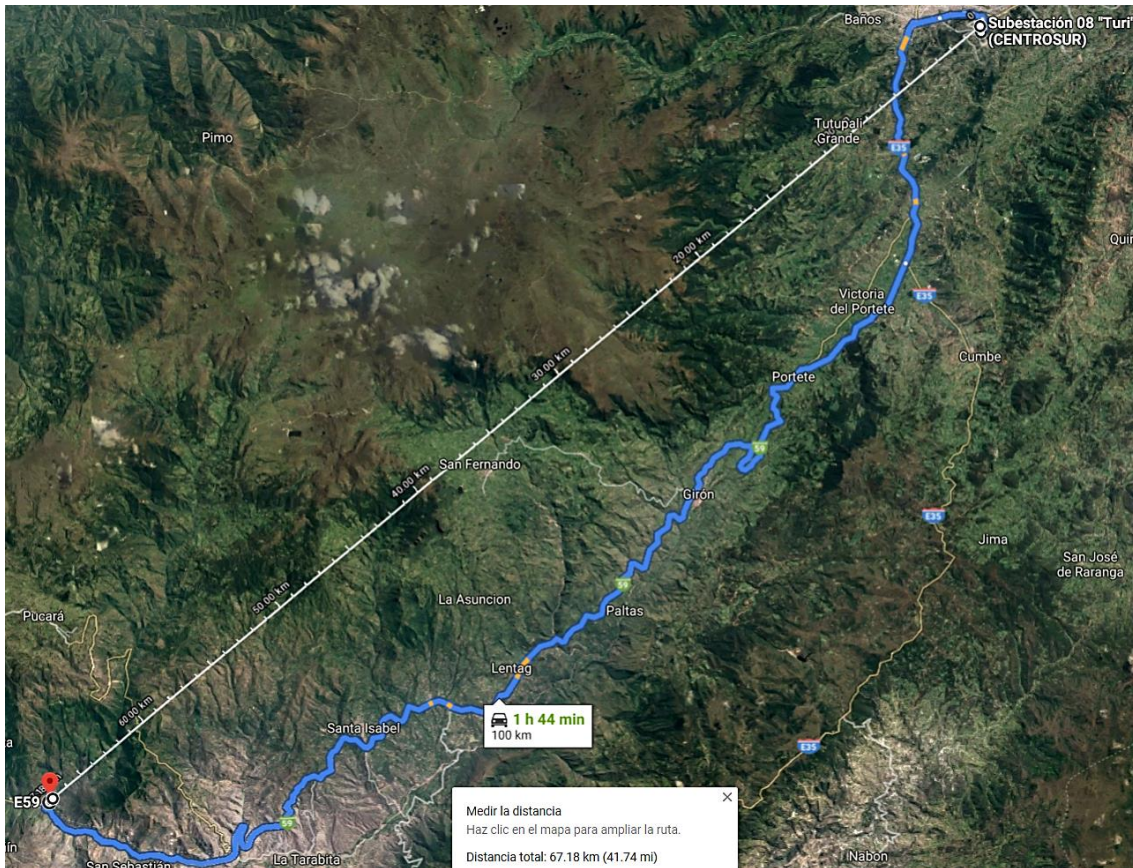 Baños
Subestación 08 "Turi"
(CENTROSUR)
Tutupali
Grande
Pimo
E35
20.00 km
Victoria
del Portete
E35
30.00 km
Cumbe
Portete
59
San Fernando
40.00 km
Girón
E35
Jima
San José
de Raranga
59
50.00 km
La Asuncion
Paltas
Pucará
Lentag
60.00 km
Santa Isabel
1 h 44 min
100 km
E35
E59
59
San Sebastián
La Tarabita
Medir la distancia
Haz clic en el mapa para ampliar la ruta.
Distancia total: 67.18 km (41.74 mi)
Nabon